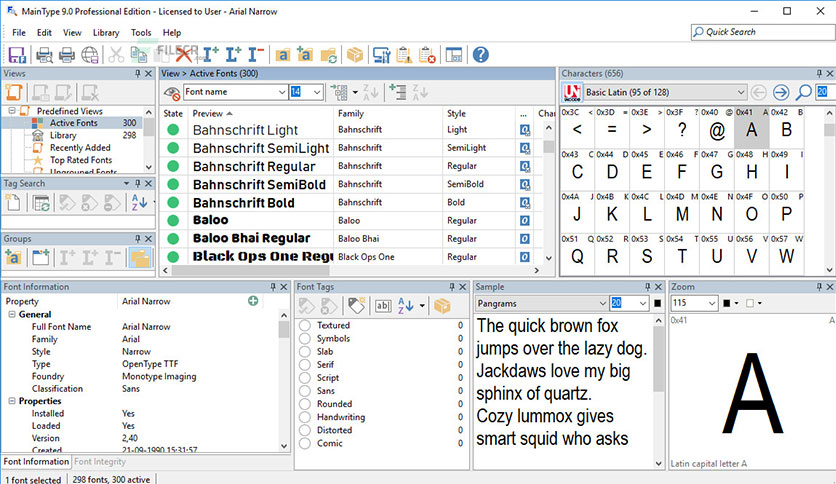 MainType 9.0 Professional Edition - Licensed to User - Arial Narrow
File Edit View Library Tools Help
Quick Search
FILECR
Views
Predefined Views
Active Fonts 300
Library 298
Recently Added
Top Rated Fonts
Ungrouped Fonts
Tag Search
Groups
View > Active Fonts (300)
Font name 14
State Preview Family Style ... Char
Bahnschrift Light Bahnschrift Light
Bahnschrift SemiLight Bahnschrift SemiLight
Bahnschrift Regular Bahnschrift Regular
Bahnschrift SemiBold Bahnschrift SemiBold
Bahnschrift Bold Bahnschrift Bold
Baloo Baloo Regular
Baloo Bhai Regular Baloo Bhai Regular
Black Ops One Regu Black Ops One Regular
Characters (656)
Basic Latin (95 of 128) 20
0x3C < 0x3D = 0x3E > 0x3F ? 0x40 @ 0x41 A 0x42 B
< = > ? @ A B
0x43 C 0x44 D 0x45 E 0x46 F 0x47 G 0x48 H 0x49 I
C D E F G H I
0x4A J 0x4B K 0x4C L 0x4D M 0x4E N 0x4F O 0x50 P
J K L M N O P
0x51 Q 0x52 R 0x53 S 0x54 T 0x55 U 0x56 V 0x57 W
Q R S T U V W
Font Information
Property Arial Narrow
General
Full Font Name Arial Narrow
Family Arial
Style Narrow
Type OpenType TTF
Foundry Monotype Imaging
Classification Sans
Properties
Installed Yes
Loaded Yes
Version 2,40
Created 21-09-1990 15:31:57
Font Information Font Integrity
Font Tags
ab|
Textured 0
Symbols 0
Slab 0
Serif 0
Script 0
Sans 0
Rounded 0
Handwriting 0
Distorted 0
Comic 0
Sample
Pangrams 20
The quick brown fox
jumps over the lazy dog.
Jackdaws love my big
sphinx of quartz.
Cozy lummox gives
smart squid who asks
Zoom
115
0x41 A
A
Latin capital letter A
1 font selected 298 fonts, 300 active